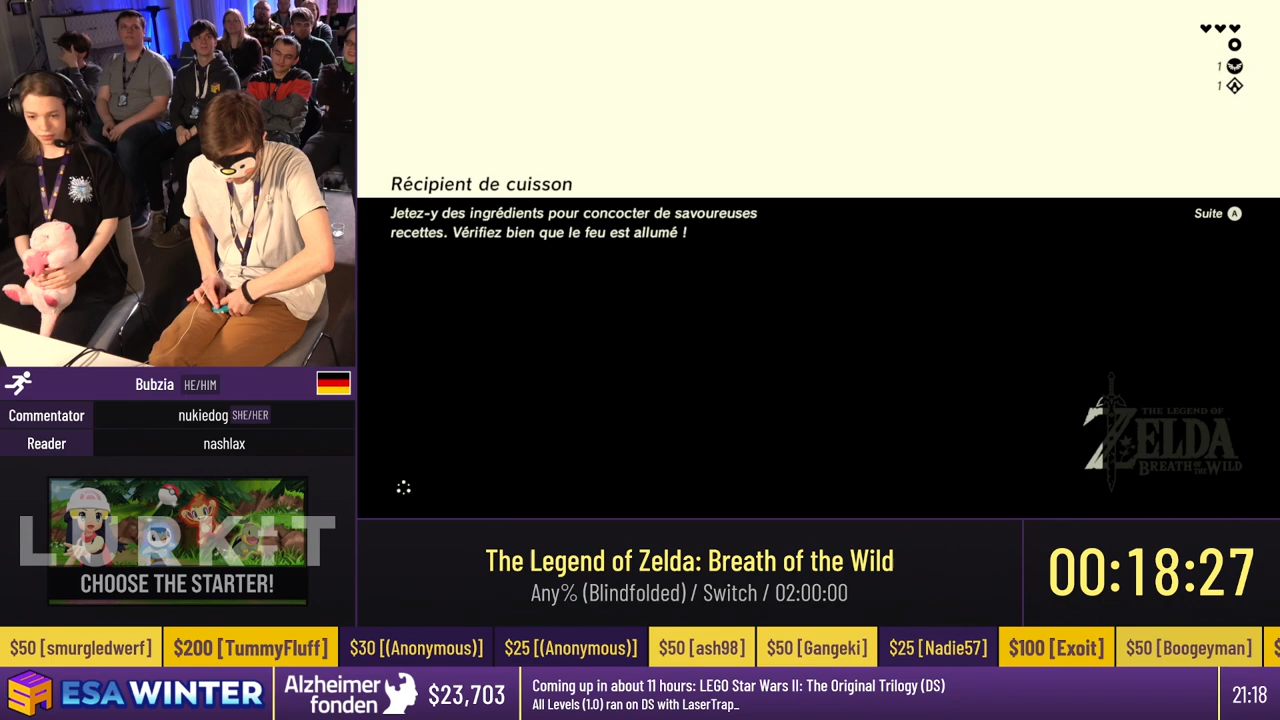 1
1
Récipient de cuisson
Jetez-y des ingrédients pour concocter de savoureuses
recettes. Vérifiez bien que le feu est allumé !
Suite A
THE LEGEND OF
ZELDA
BREATH OF THE WILD
Bubzia HE/HIM
Commentator nukiedog SHE/HER
Reader nashlax
LURKIT
CHOOSE THE STARTER!
The Legend of Zelda: Breath of the Wild
Any% (Blindfolded) / Switch / 02:00:00
00:18:27
$50 [smurgledwerf] $200 [TummyFluff] $30 [(Anonymous)] $25 [(Anonymous)] $50 [ash98] $50 [Gangeki] $25 [Nadie57] $100 [Exoit] $50 [Boogeyman]
ESA WINTER
Alzheimer
fonden
$23,703
Coming up in about 11 hours: LEGO Star Wars II: The Original Trilogy (DS)
All Levels (1.0) ran on DS with LaserTrap_
21:18